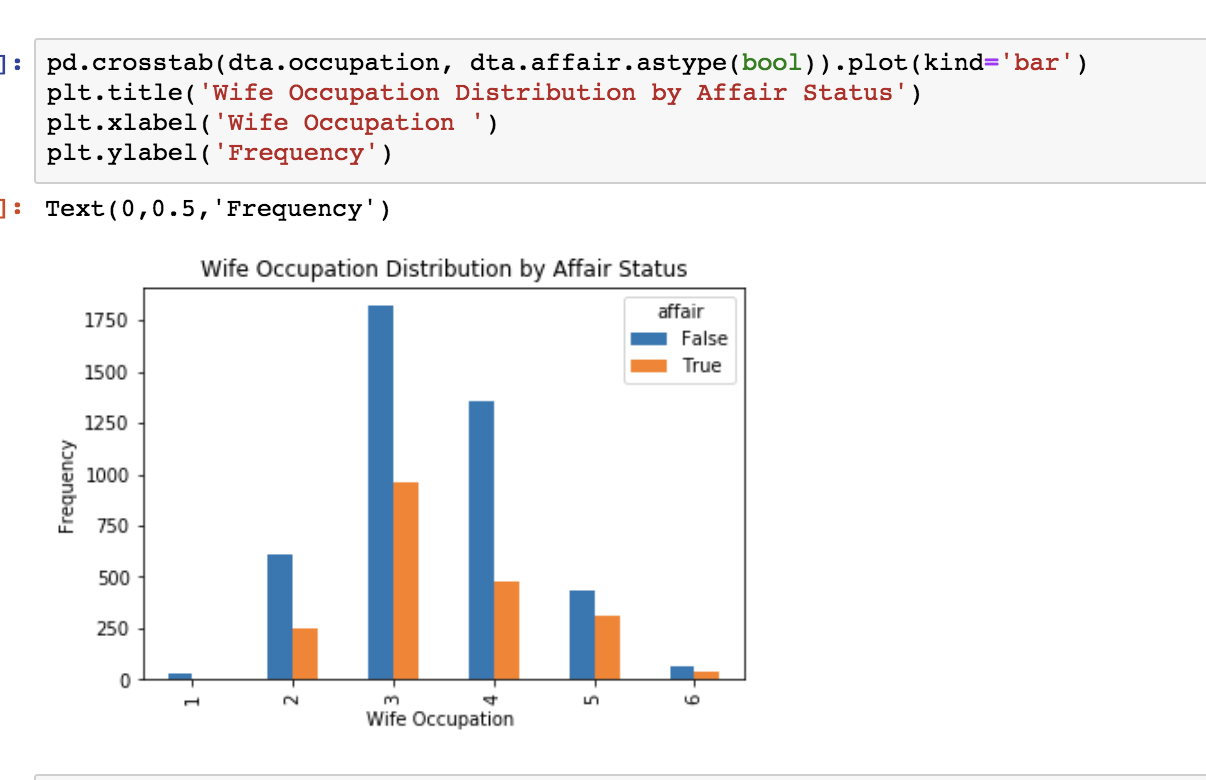 ]: pd.crosstab(dta.occupation, dta.affair.astype(bool)).plot(kind='bar')
plt.title('Wife Occupation Distribution by Affair Status')
plt.xlabel('Wife Occupation ')
plt.ylabel('Frequency')
]: Text(0,0.5,'Frequency')
Wife Occupation Distribution by Affair Status
affair
False
True
Frequency
1750
1500
1250
1000
750
500
250
0
1 2 3 4 5 6
Wife Occupation